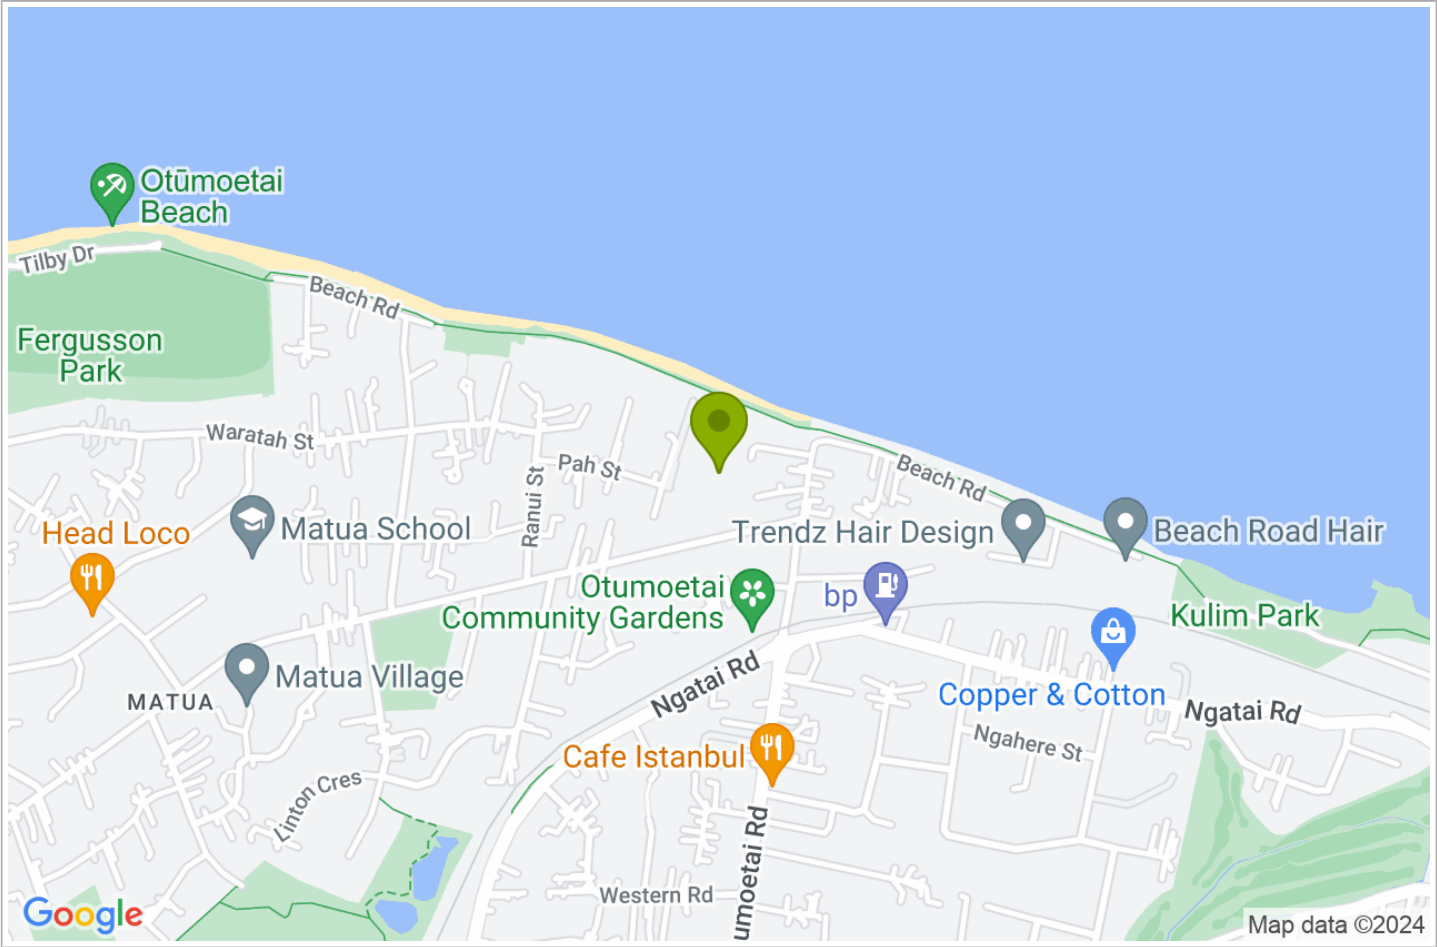 Otūmoetai
Beach
Tilby Dr
Beach Rd
Fergusson
Park
Waratah St
Pah St
Ranui St
Beach Rd
Head Loco
Matua School
Trendz Hair Design
Beach Road Hair
Otumoetai
Community Gardens
bp
Kulim Park
MATUA
Matua Village
Ngatai Rd
Copper & Cotton
Ngatai Rd
Cafe Istanbul
Ngahere St
Linton Cres
umoetai Rd
Western Rd
Google
Map data ©2024